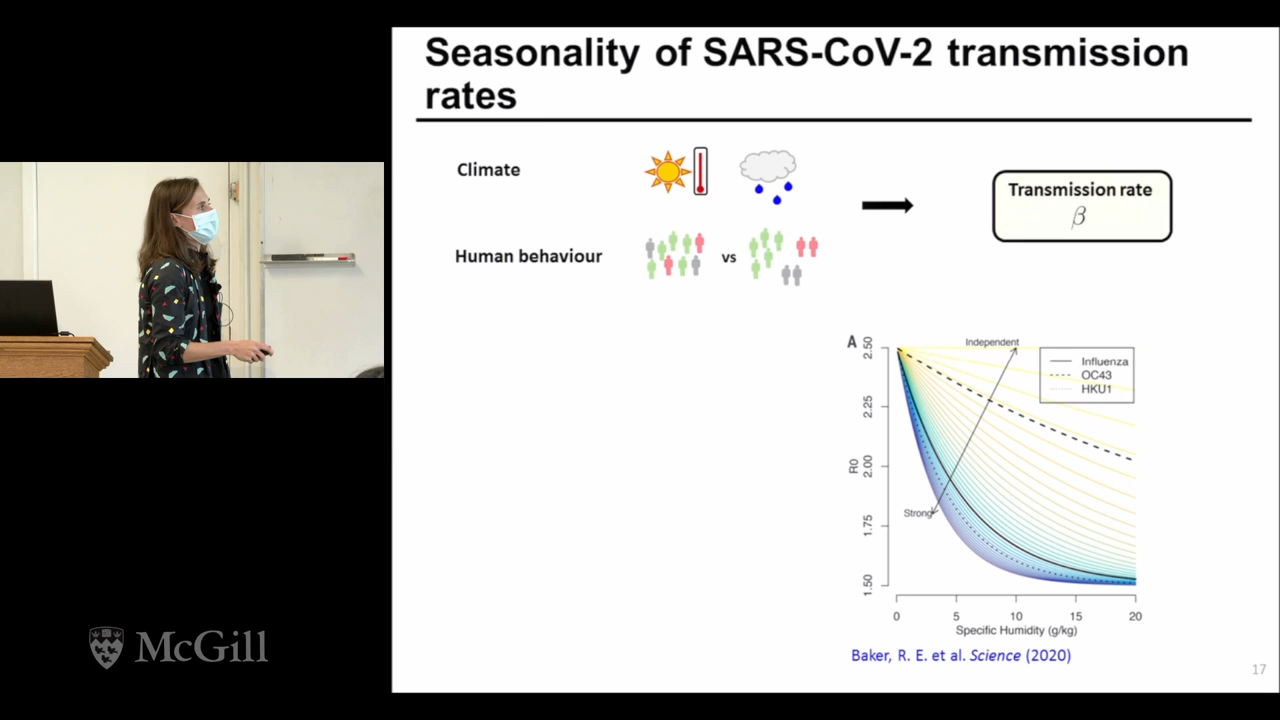 Seasonality of SARS-CoV-2 transmission
rates
Climate
Human behaviour
vs
Transmission rate
β
A
Independent
Strong
Influenza
OC43
HKU1
2.50
2.25
2.00
1.75
1.50
R0
0 5 10 15 20
Specific Humidity (g/kg)
Baker, R. E. et al. Science (2020)
17
McGill